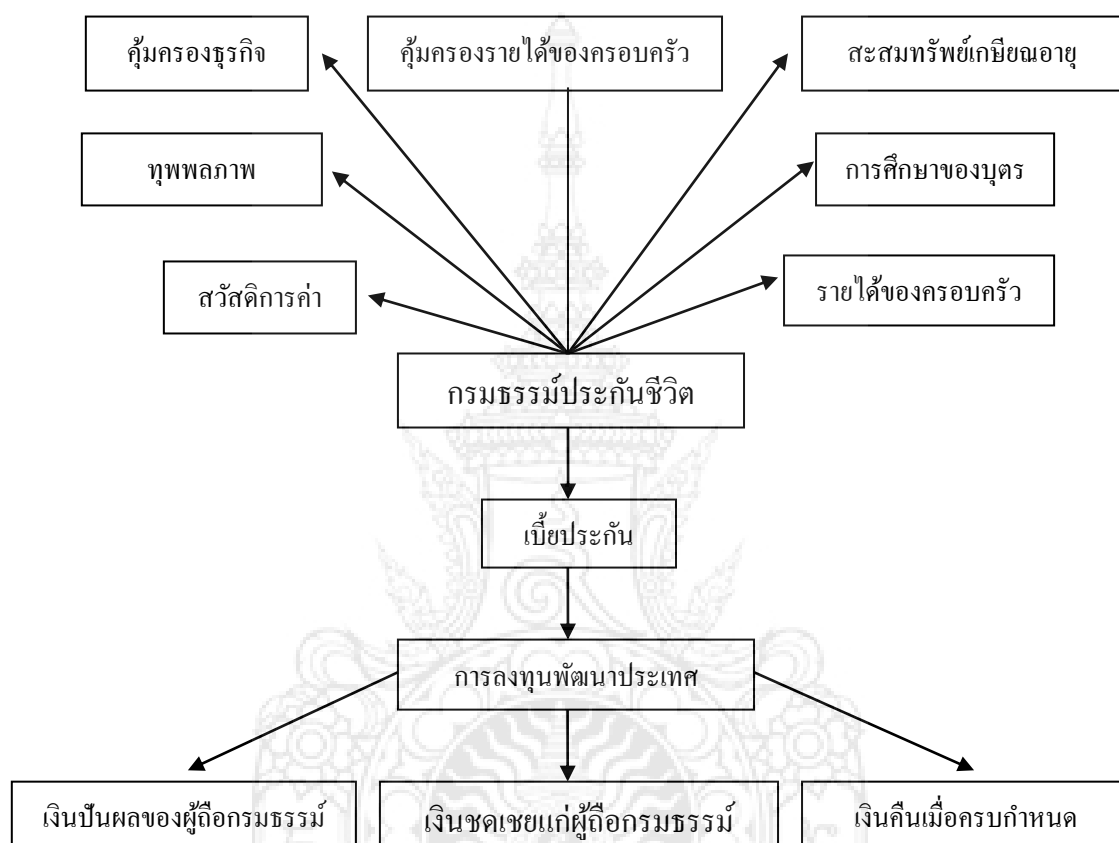 คุ้มครองธุรกิจ
คุ้มครองรายได้ของครอบครัว
สะสมทรัพย์เกษียณอายุ
ทุพพลภาพ
การศึกษาของบุตร
สวัสดิการค่า
รายได้ของครอบครัว
กรมธรรม์ประกันชีวิต
เบี้ยประกัน
การลงทุนพัฒนาประเทศ
เงินปันผลของผู้ถือกรมธรรม์
เงินชดเชยแก่ผู้ถือกรมธรรม์
เงินคืนเมื่อครบกำหนด